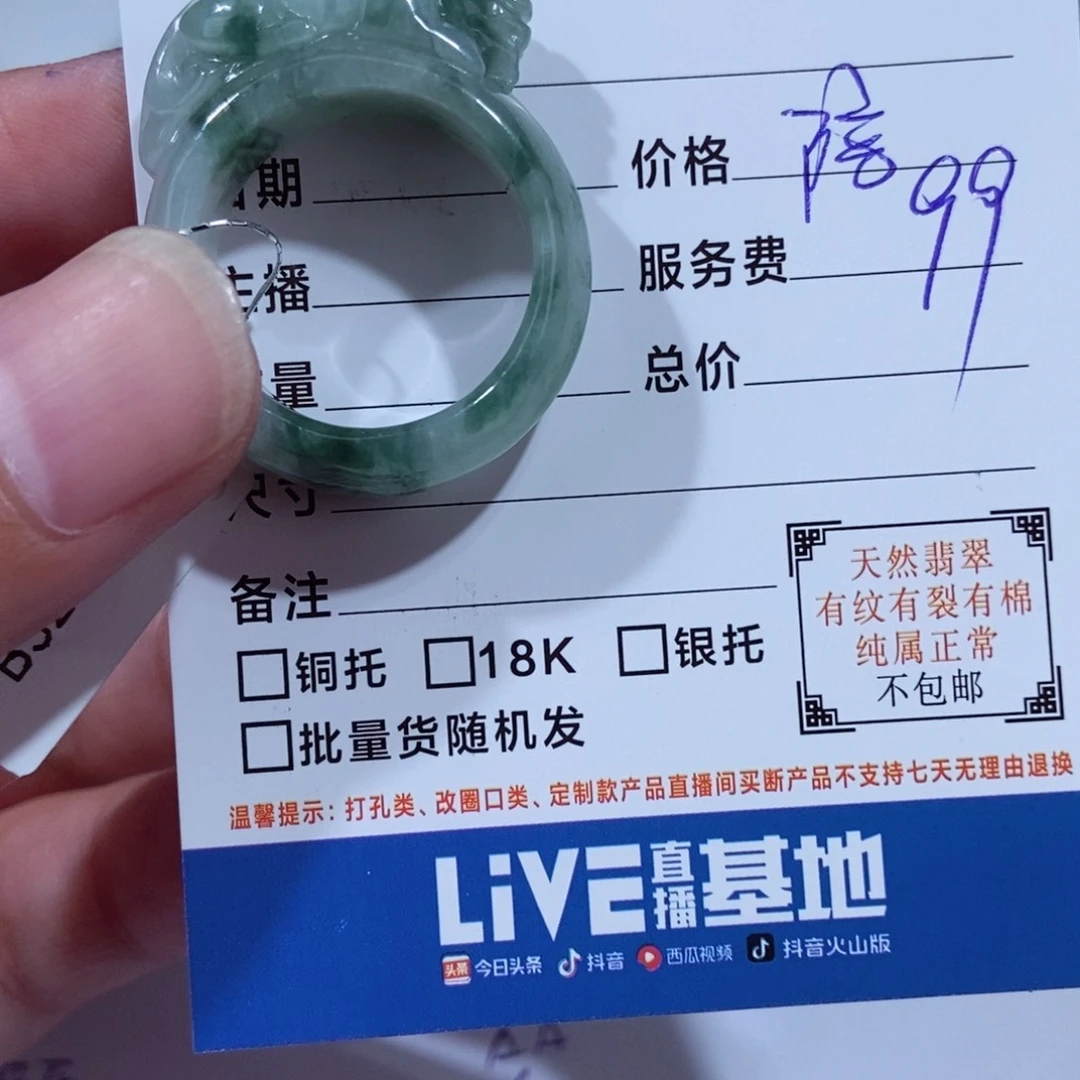 期 价格
99
主播 服务费
量 总价
尺寸
备注
天然翡翠
有纹有裂有棉
纯属正常
不包邮
铜托 18K 银托
批量货随机发
温馨提示：打孔类、改圈口类、定制款产品直播间买断产品不支持七天无理由退换
LiVE直播基地
头条 今日头条 抖音 西瓜视频 抖音火山版